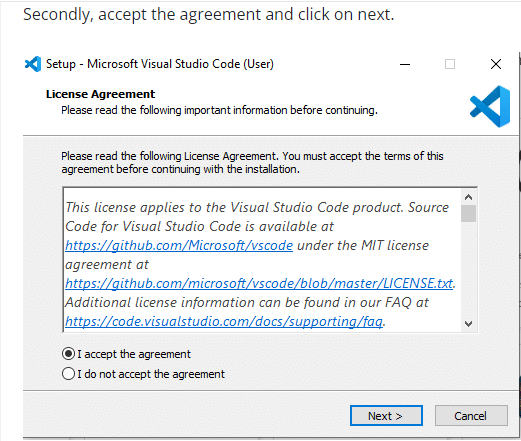 Secondly, accept the agreement and click on next.
Setup - Microsoft Visual Studio Code (User)
License Agreement
Please read the following important information before continuing.
Please read the following License Agreement. You must accept the terms of this
agreement before continuing with the installation.
This license applies to the Visual Studio Code product. Source
Code for Visual Studio Code is available at
https://github.com/Microsoft/vscode under the MIT license
agreement at
https://github.com/microsoft/vscode/blob/master/LICENSE.txt.
Additional license information can be found in our FAQ at
https://code.visualstudio.com/docs/supporting/faq.
I accept the agreement
I do not accept the agreement
Next >
Cancel